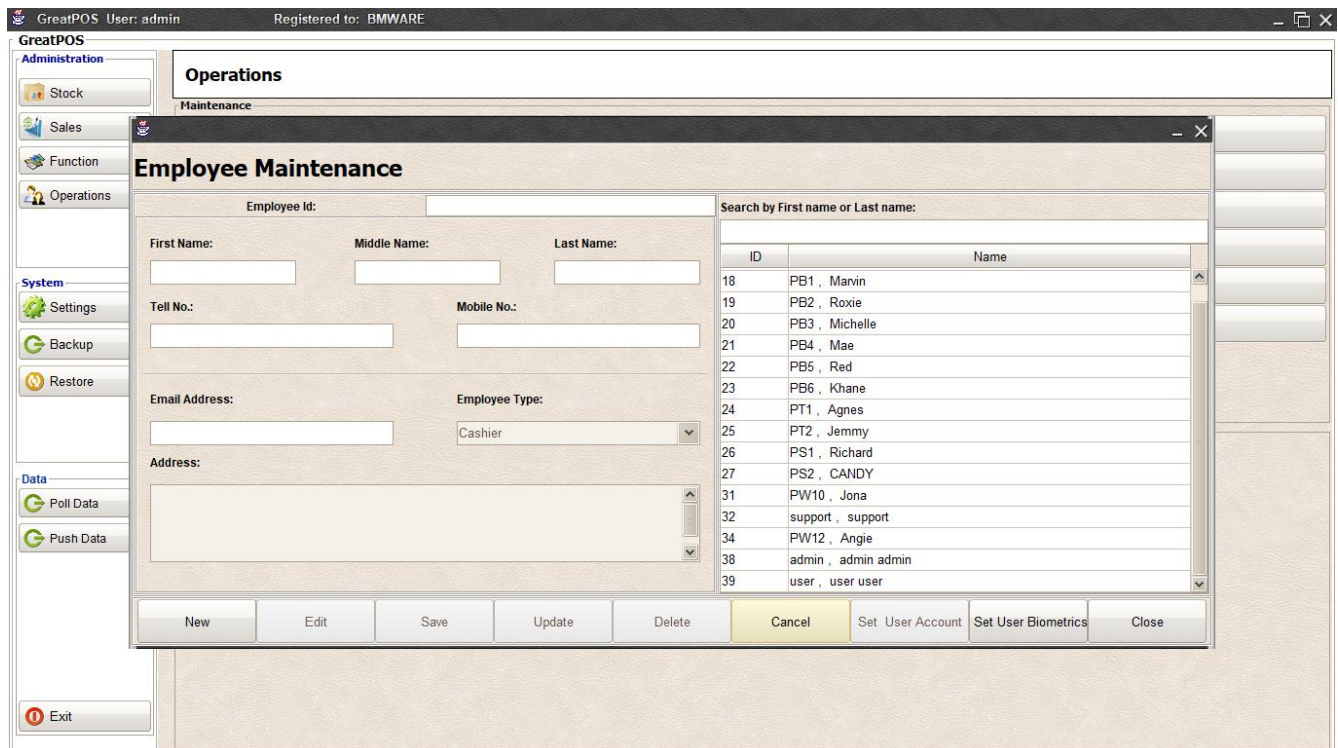 GreatPOS User: admin Registered to: BMWARE
GreatPOS
Administration
Stock
Sales
Function
Operations
System
Settings
Backup
Restore
Data
Poll Data
Push Data
Exit
Operations
Maintenance
Employee Maintenance
Employee Id:
First Name: Middle Name: Last Name:
Tell No.: Mobile No.:
Email Address: Employee Type:
Cashier
Address:
Search by First name or Last name:
ID Name
18 PB1 , Marvin
19 PB2 , Roxie
20 PB3 , Michelle
21 PB4 , Mae
22 PB5 , Red
23 PB6 , Khane
24 PT1 , Agnes
25 PT2 , Jemmy
26 PS1 , Richard
27 PS2 , CANDY
31 PW10 , Jona
32 support , support
34 PW12 , Angie
38 admin , admin admin
39 user , user user
New Edit Save Update Delete Cancel Set User Account Set User Biometrics Close